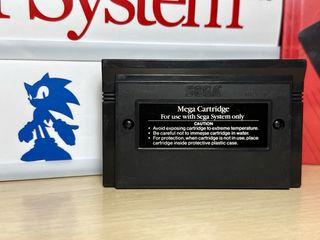 System
SEGA
Mega Cartridge
For use with Sega System only
CAUTION
• Avoid exposing cartridge to extreme temperature.
• Be careful not to immerse cartridge in water.
• For protection, when cartridge is not in use, place
cartridge inside protective plastic case.